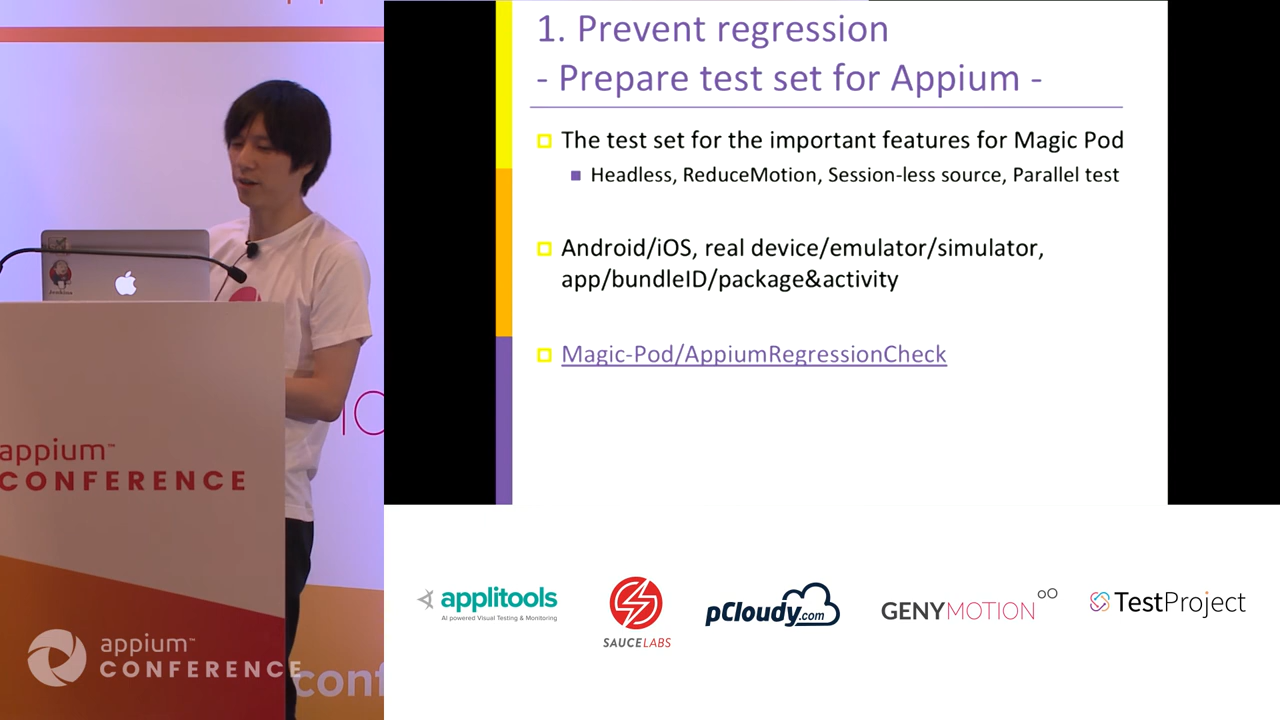 1. Prevent regression
- Prepare test set for Appium -
The test set for the important features for Magic Pod
Headless, ReduceMotion, Session-less source, Parallel test
Android/iOS, real device/emulator/simulator,
app/bundleID/package&activity
Magic-Pod/AppiumRegressionCheck
appium™
CONFERENCE
appium™
CONFERENCE
conf
applitools
AI powered Visual Testing & Monitoring
SAUCELABS
pCloudy.com
GENYMOTION
TestProject